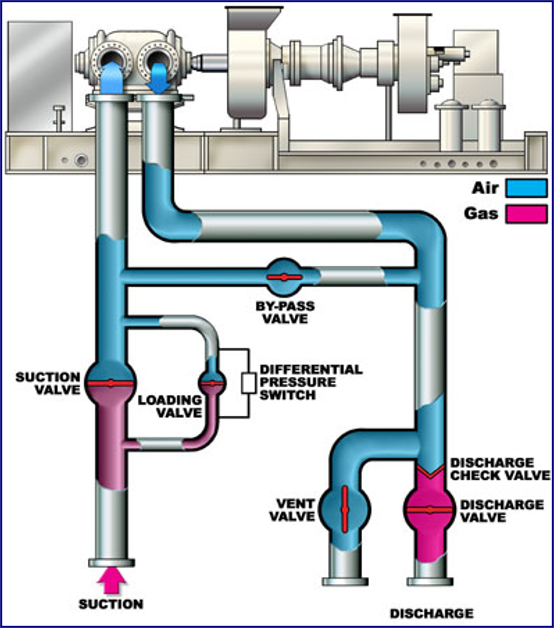 Air
Gas
BY-PASS
VALVE
SUCTION
VALVE
LOADING
VALVE
DIFFERENTIAL
PRESSURE
SWITCH
DISCHARGE
CHECK VALVE
VENT
VALVE
DISCHARGE
VALVE
SUCTION
DISCHARGE